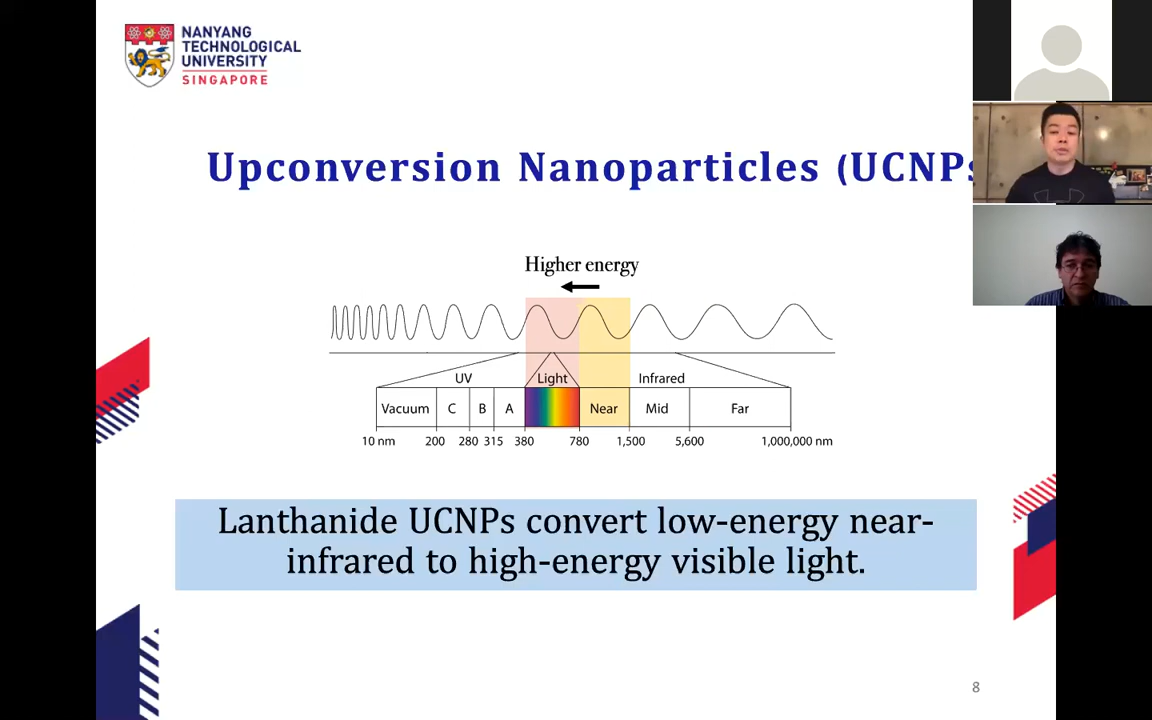 NANYANG
TECHNOLOGICAL
UNIVERSITY
SINGAPORE
Upconversion Nanoparticles (UCNPs
Higher energy
UV Light Infrared
Vacuum C B A Near Mid Far
10 nm 200 280 315 380 780 1,500 5,600 1,000,000 nm
Lanthanide UCNPs convert low-energy near-
infrared to high-energy visible light.
8